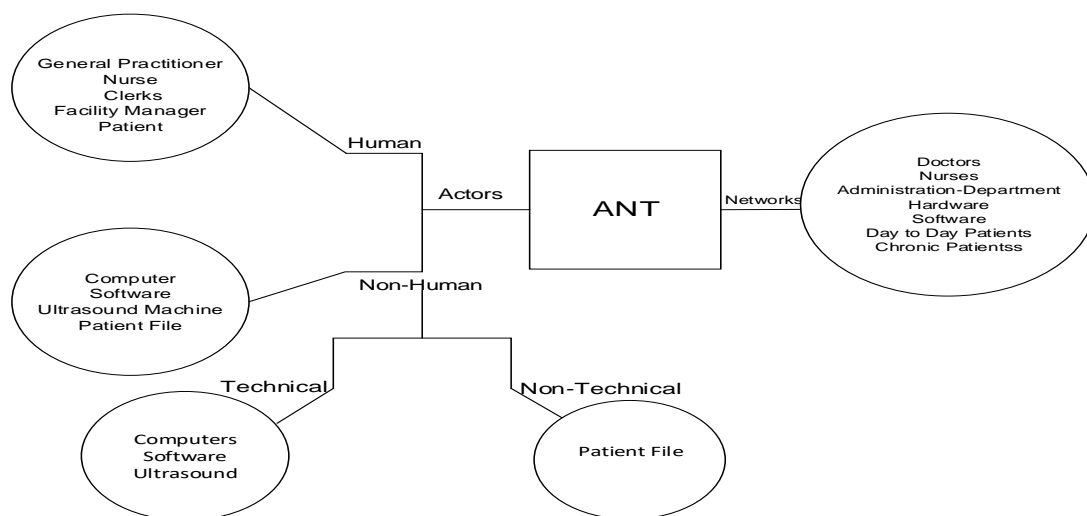 General Practitioner
Nurse
Clerks
Facility Manager
Patient
Human
Actors
ANT
Networks
Doctors
Nurses
Administration-Department
Hardware
Software
Day to Day Patients
Chronic Patientss
Computer
Software
Ultrasound Machine
Patient File
Non-Human
Technical
Non-Technical
Computers
Software
Ultrasound
Patient File